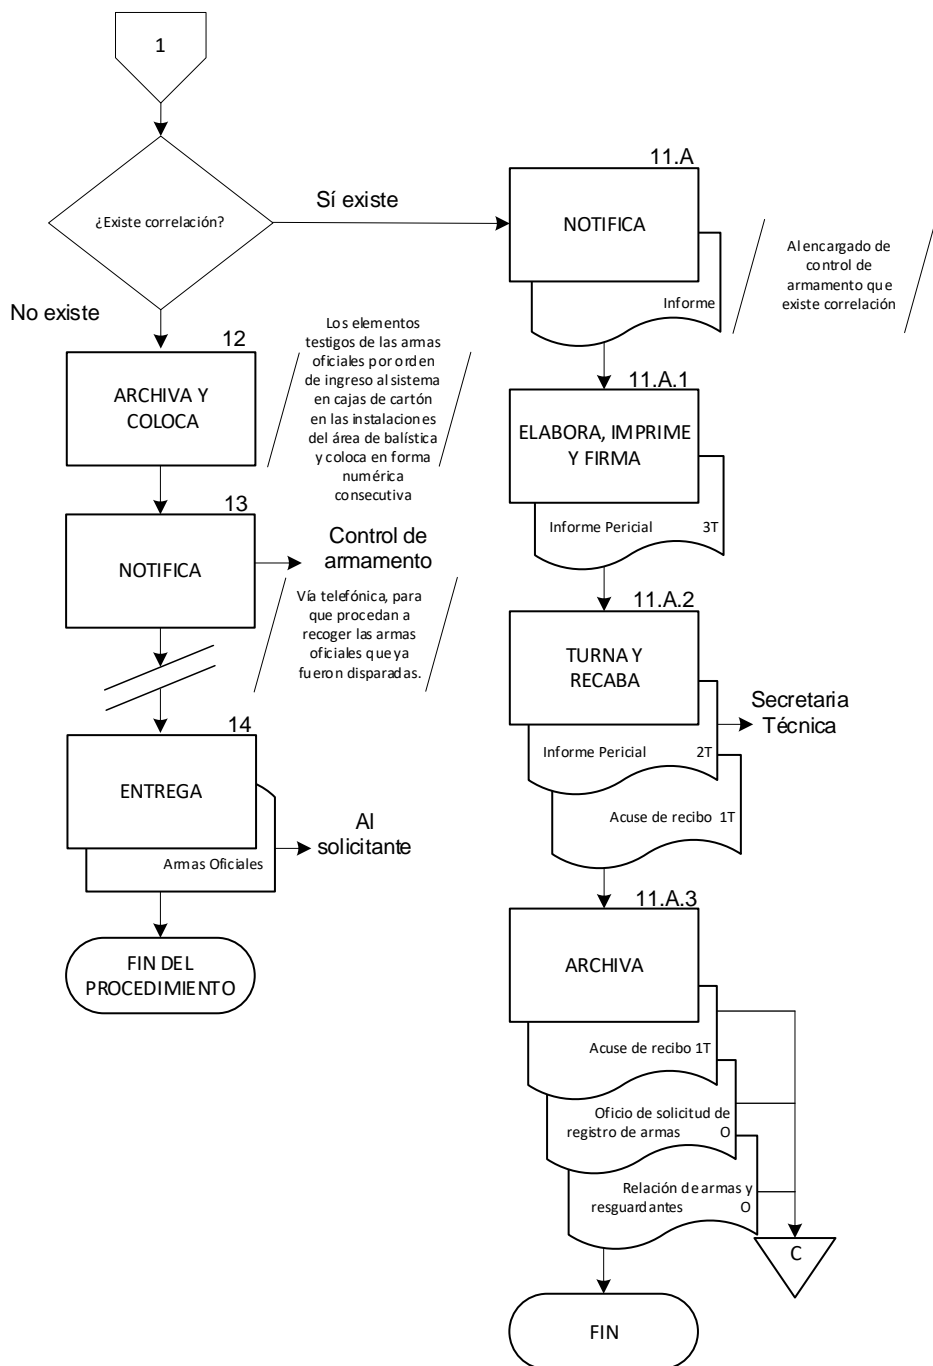 1
¿Existe correlación?
Sí existe
No existe
12
ARCHIVA Y
COLOCA
Los elementos
testigos de las armas
oficiales por orden
de ingreso al sistema
en cajas de cartón
en las instalaciones
del área de balística
y coloca en forma
numérica
consecutiva
13
NOTIFICA
Control de
armamento
Vía telefónica, para
que procedan a
recoger las armas
oficiales que ya
fueron disparadas.
14
ENTREGA
Armas Oficiales
Al
solicitante
FIN DEL
PROCEDIMIENTO
11.A
NOTIFICA
Informe
Al encargado de
control de
armamento que
existe correlación
11.A.1
ELABORA, IMPRIME
Y FIRMA
Informe Pericial 3T
11.A.2
TURNA Y
RECABA
Informe Pericial 2T
Acuse de recibo 1T
Secretaria
Técnica
11.A.3
ARCHIVA
Acuse de recibo 1T
Oficio de solicitud de
registro de armas O
Relación de armas y
resguardantes O
C
FIN